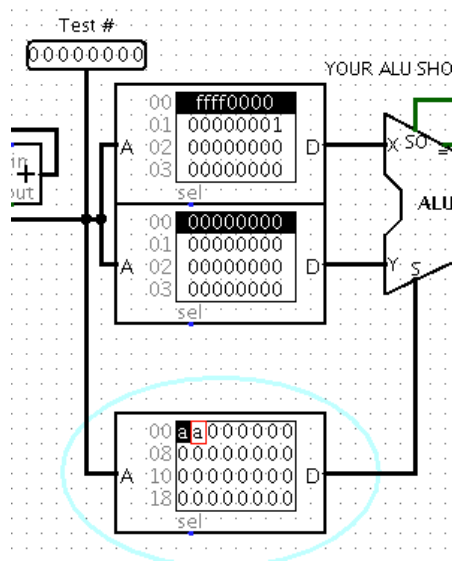 Test #
00000000
YOUR ALU SHO
00 ffff0000
01 00000001
A 02 00000000 D
03 00000000
sel
X SO =
in
+
out
ALU
00 00000000
01 00000000
A 02 00000000 D
03 00000000
sel
Y S
00 aa000000
08 00000000
A 10 00000000 D
18 00000000
sel